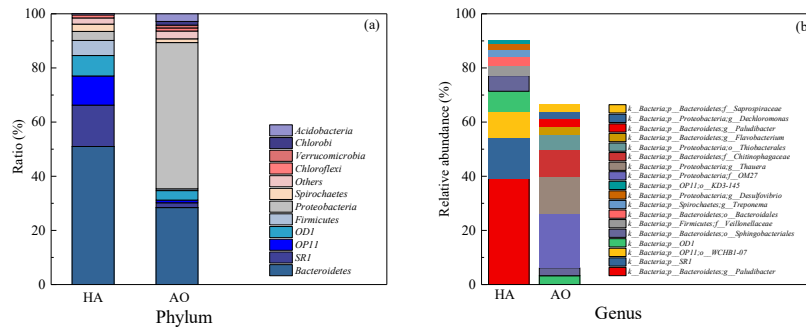 (a)
100
80
60
40
20
0
Ratio (%)
HA
AO
Phylum
Acidobacteria
Chlorobi
Verrucomicrobia
Chloroflexi
Others
Spirochaetes
Proteobacteria
Firmicutes
OD1
OP11
SR1
Bacteroidetes
(b)
100
80
60
40
20
0
Relative abundance (%)
HA
AO
Genus
k__Bacteria;p__Bacteroidetes;f__Saprospiraceae
k__Bacteria;p__Proteobacteria;g__Dachloromonas
k__Bacteria;p__Bacteroidetes;g__Paludibacter
k__Bacteria;p__Bacteroidetes;g__Flavobacterium
k__Bacteria;p__Proteobacteria;o__Thiobacterales
k__Bacteria;p__Bacteroidetes;f__Chitinophagaceae
k__Bacteria;p__Proteobacteria;g__Thauera
k__Bacteria;p__Proteobacteria;f__OM27
k__Bacteria;p__OP11;o__KD3-145
k__Bacteria;p__Proteobacteria;g__Desulfovibrio
k__Bacteria;p__Spirochaetes;g__Treponema
k__Bacteria;p__Bacteroidetes;o__Bacteroidales
k__Bacteria;p__Firmicutes;f__Veillonellaceae
k__Bacteria;p__Bacteroidetes;o__Sphingobacteriales
k__Bacteria;p__OD1
k__Bacteria;p__OP11;o__WCHB1-07
k__Bacteria;p__SR1
k__Bacteria;p__Bacteroidetes;g__Paludibacter